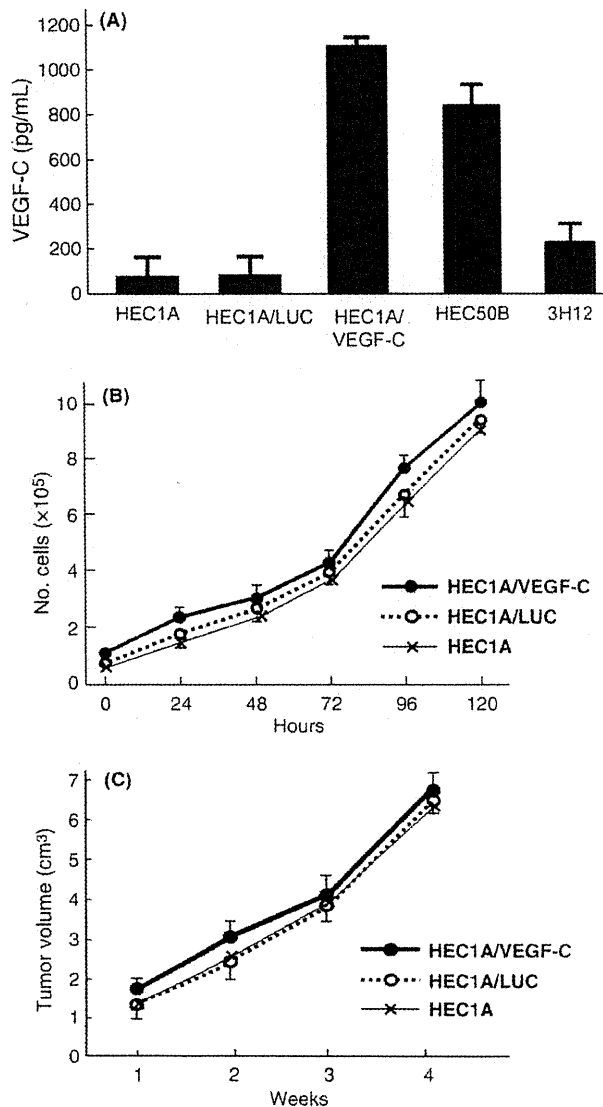 (A)
VEGF-C (pg/mL)
1200
1000
800
600
400
200
0
HEC1A
HEC1A/LUC
HEC1A/
VEGF-C
HEC50B
3H12
(B)
No. cells (×10⁵)
10
8
6
4
2
0
HEC1A/VEGF-C
HEC1A/LUC
HEC1A
0 24 48 72 96 120
Hours
(C)
Tumor volume (cm³)
7
6
5
4
3
2
1
0
HEC1A/VEGF-C
HEC1A/LUC
HEC1A
1 2 3 4
Weeks